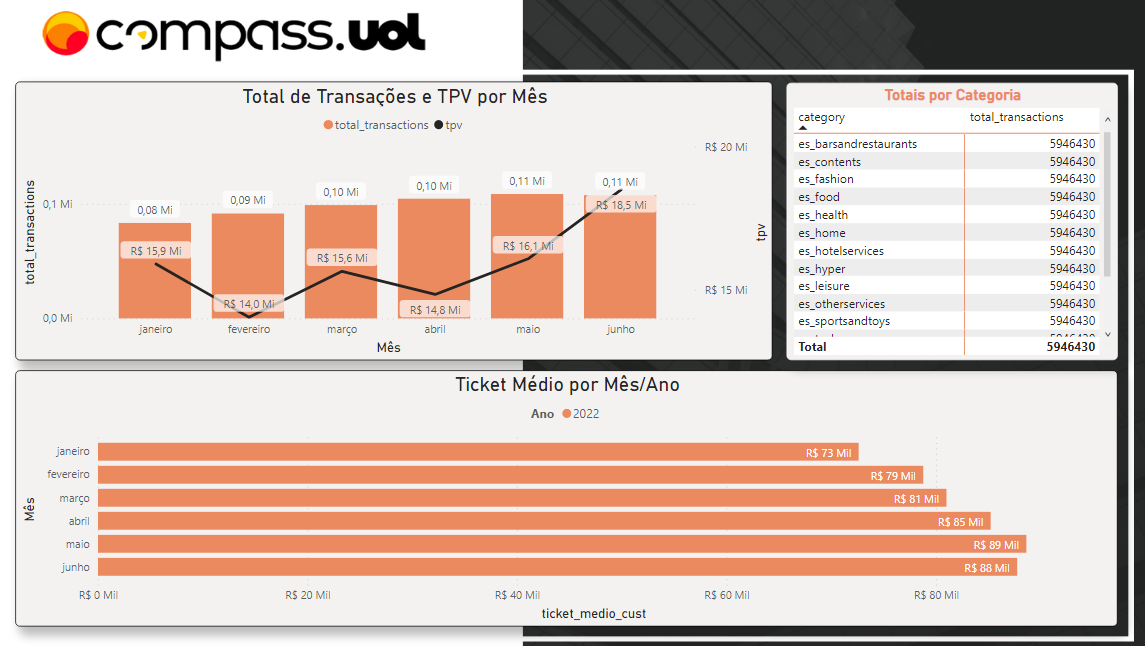 compass.uol
Total de Transações e TPV por Mês
total_transactions tpv
total_transactions
0,1 Mi
0,0 Mi
R$ 20 Mi
R$ 15 Mi
tpv
0,08 Mi
0,09 Mi
0,10 Mi
0,10 Mi
0,11 Mi
0,11 Mi
R$ 15,9 Mi
R$ 14,0 Mi
R$ 15,6 Mi
R$ 14,8 Mi
R$ 16,1 Mi
R$ 18,5 Mi
janeiro fevereiro março abril maio junho
Mês
Totais por Categoria
category total_transactions
es_barsandrestaurants 5946430
es_contents 5946430
es_fashion 5946430
es_food 5946430
es_health 5946430
es_home 5946430
es_hotelservices 5946430
es_hyper 5946430
es_leisure 5946430
es_otherservices 5946430
es_sportsandtoys 5946430
Total 5946430
Ticket Médio por Mês/Ano
Ano 2022
Mês
janeiro R$ 73 Mil
fevereiro R$ 79 Mil
março R$ 81 Mil
abril R$ 85 Mil
maio R$ 89 Mil
junho R$ 88 Mil
R$ 0 Mil R$ 20 Mil R$ 40 Mil R$ 60 Mil R$ 80 Mil
ticket_medio_cust